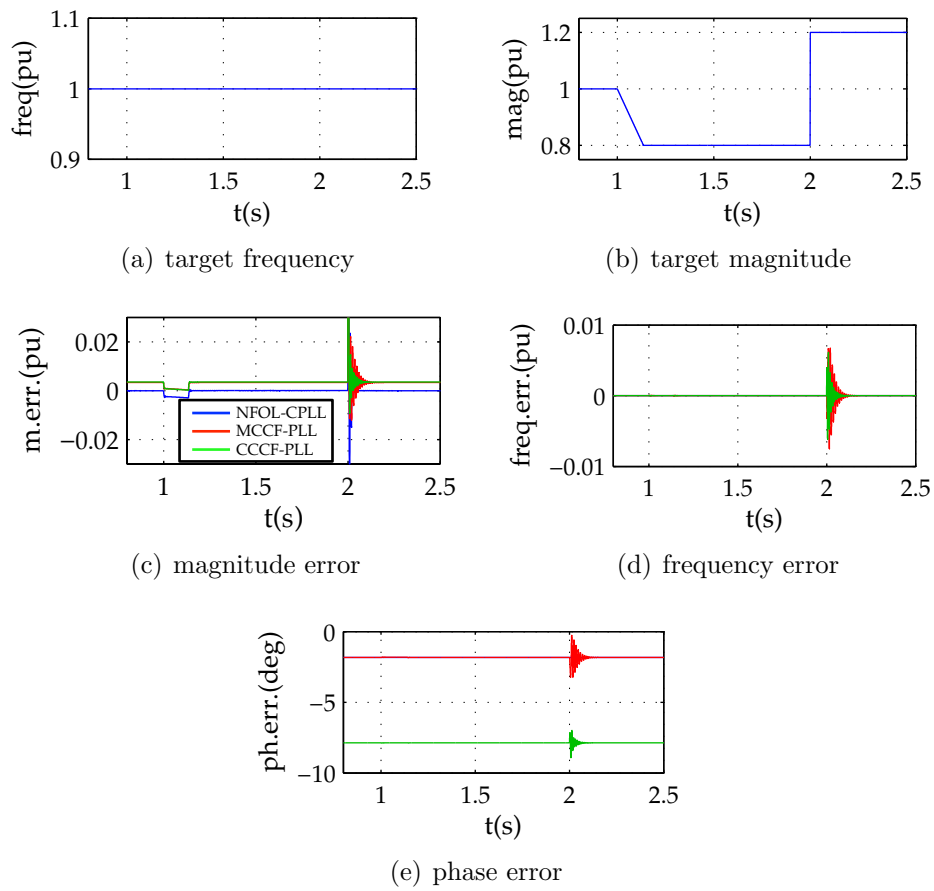 1.1
1
0.9
freq(pu)
1 1.5 2 2.5
t(s)
(a) target frequency
1.2
1
0.8
mag(pu)
1 1.5 2 2.5
t(s)
(b) target magnitude
0.02
0
−0.02
m.err.(pu)
NFOL-CPLL
MCCF-PLL
CCCF-PLL
1 1.5 2 2.5
t(s)
(c) magnitude error
0.01
0
−0.01
freq.err.(pu)
1 1.5 2 2.5
t(s)
(d) frequency error
0
−5
−10
ph.err.(deg)
1 1.5 2 2.5
t(s)
(e) phase error